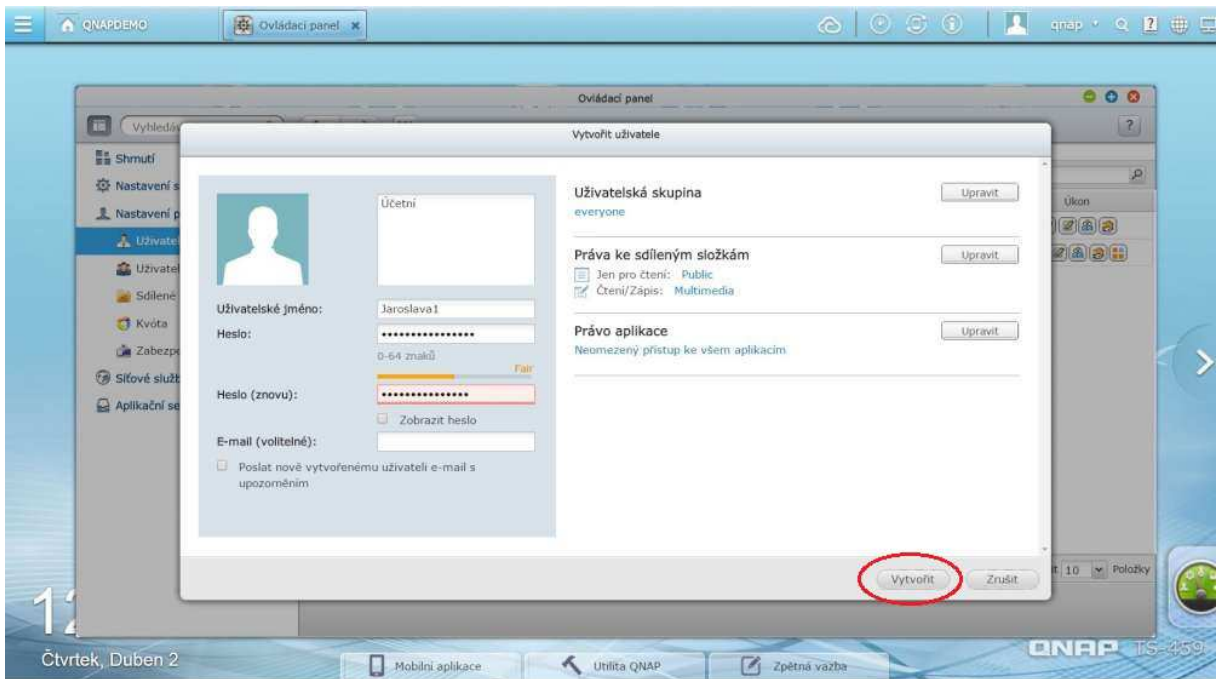 QNAPDEMO
Ovládací panel
qnap
Ovládací panel
Vytvořit uživatele
Shrnutí
Nastavení s
Nastavení p
Uživatel
Uživatel
Sdílené
Kvóta
Zabezpe
Síťové služb
Aplikační se
Účetní
Uživatelské jméno: Jaroslava1
Heslo: ••••••••••••••••
0-64 znaků
Fair
Heslo (znovu): •••••••••••••••
Zobrazit heslo
E-mail (volitelné):
Poslat nově vytvořenému uživateli e-mail s
upozorněním
Uživatelská skupina Upravit
everyone
Práva ke sdíleným složkám Upravit
Jen pro čtení: Public
Čtení/Zápis: Multimedia
Právo aplikace Upravit
Neomezený přístup ke všem aplikacím
Úkon
Vytvořit Zrušit
10 Položky
Čtvrtek, Duben 2
Mobilní aplikace Utilita QNAP Zpětná vazba
QNAP TS-459